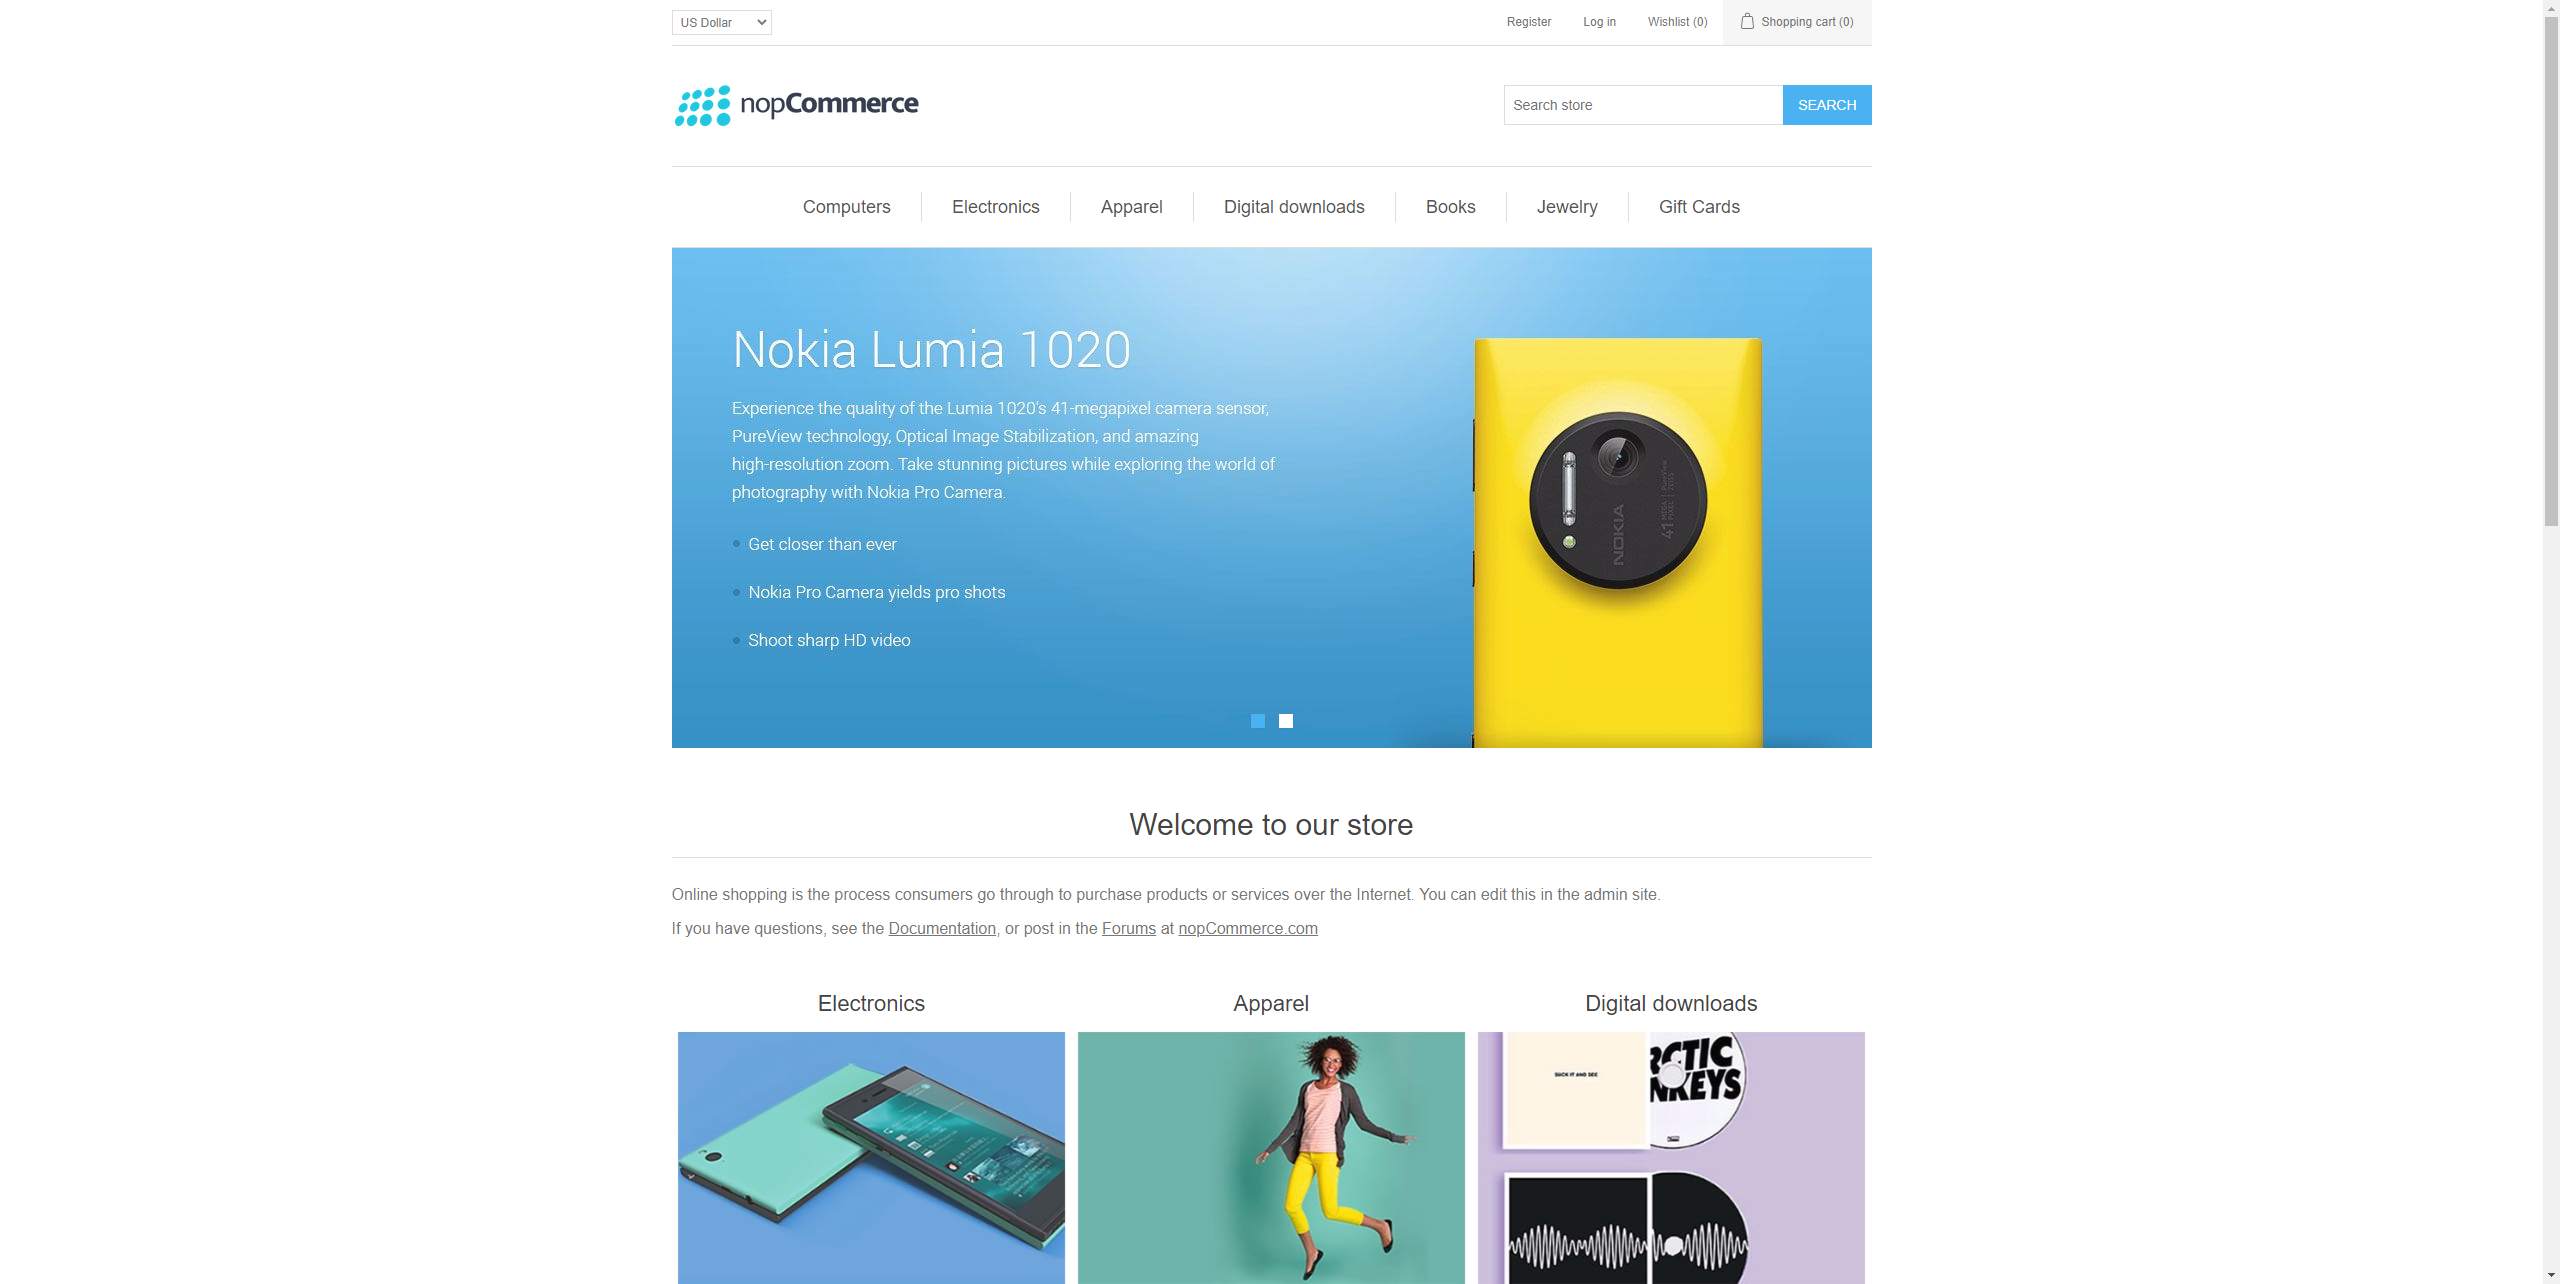 US Dollar
Register
Log in
Wishlist (0)
Shopping cart (0)
nopCommerce
Search store
SEARCH
Computers
Electronics
Apparel
Digital downloads
Books
Jewelry
Gift Cards
Nokia Lumia 1020
Experience the quality of the Lumia 1020's 41-megapixel camera sensor,
PureView technology, Optical Image Stabilization, and amazing
high-resolution zoom. Take stunning pictures while exploring the world of
photography with Nokia Pro Camera.
Get closer than ever
Nokia Pro Camera yields pro shots
Shoot sharp HD video
NOKIA
41 MEGA PIXEL | PureView
Welcome to our store
Online shopping is the process consumers go through to purchase products or services over the Internet. You can edit this in the admin site.
If you have questions, see the Documentation, or post in the Forums at nopCommerce.com
Electronics
Apparel
Digital downloads
SUCK IT AND SEE
RCTIC
NKEYS